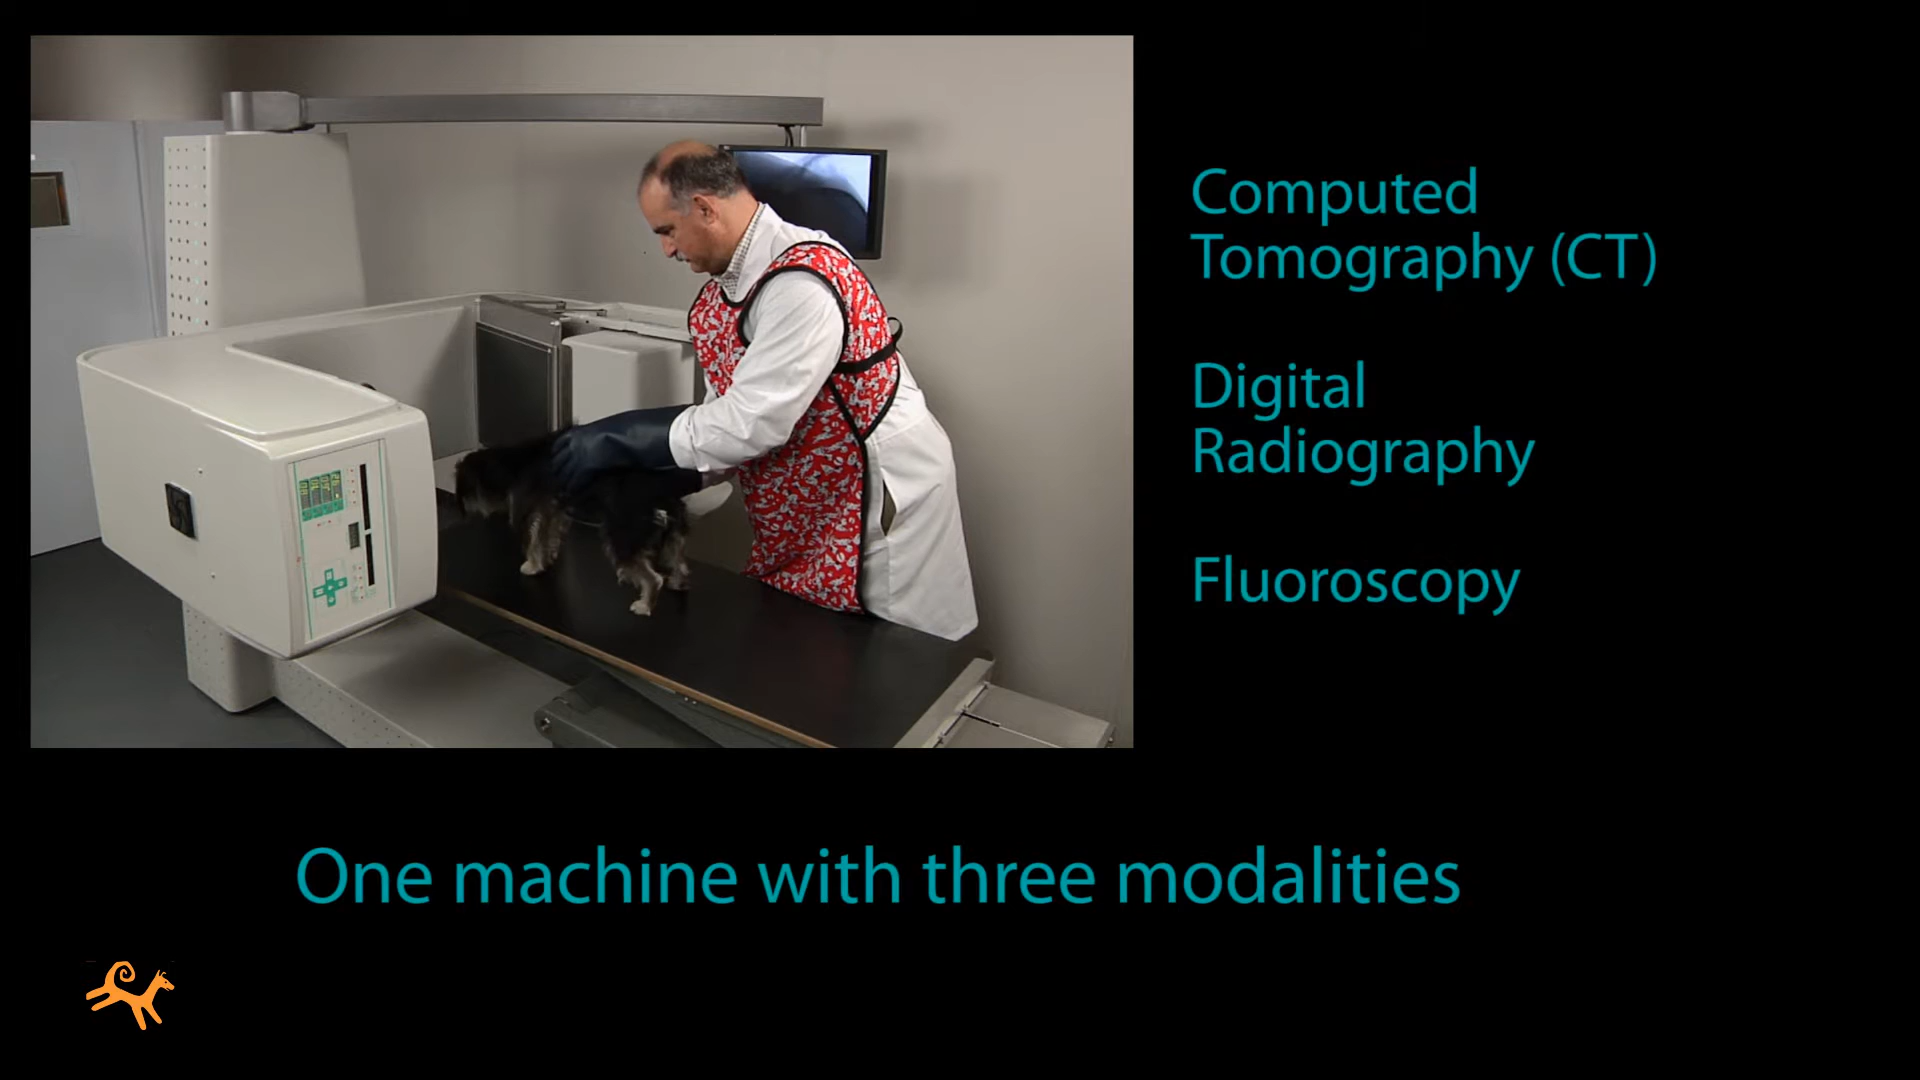 Computed
Tomography (CT)
Digital
Radiography
Fluoroscopy
One machine with three modalities